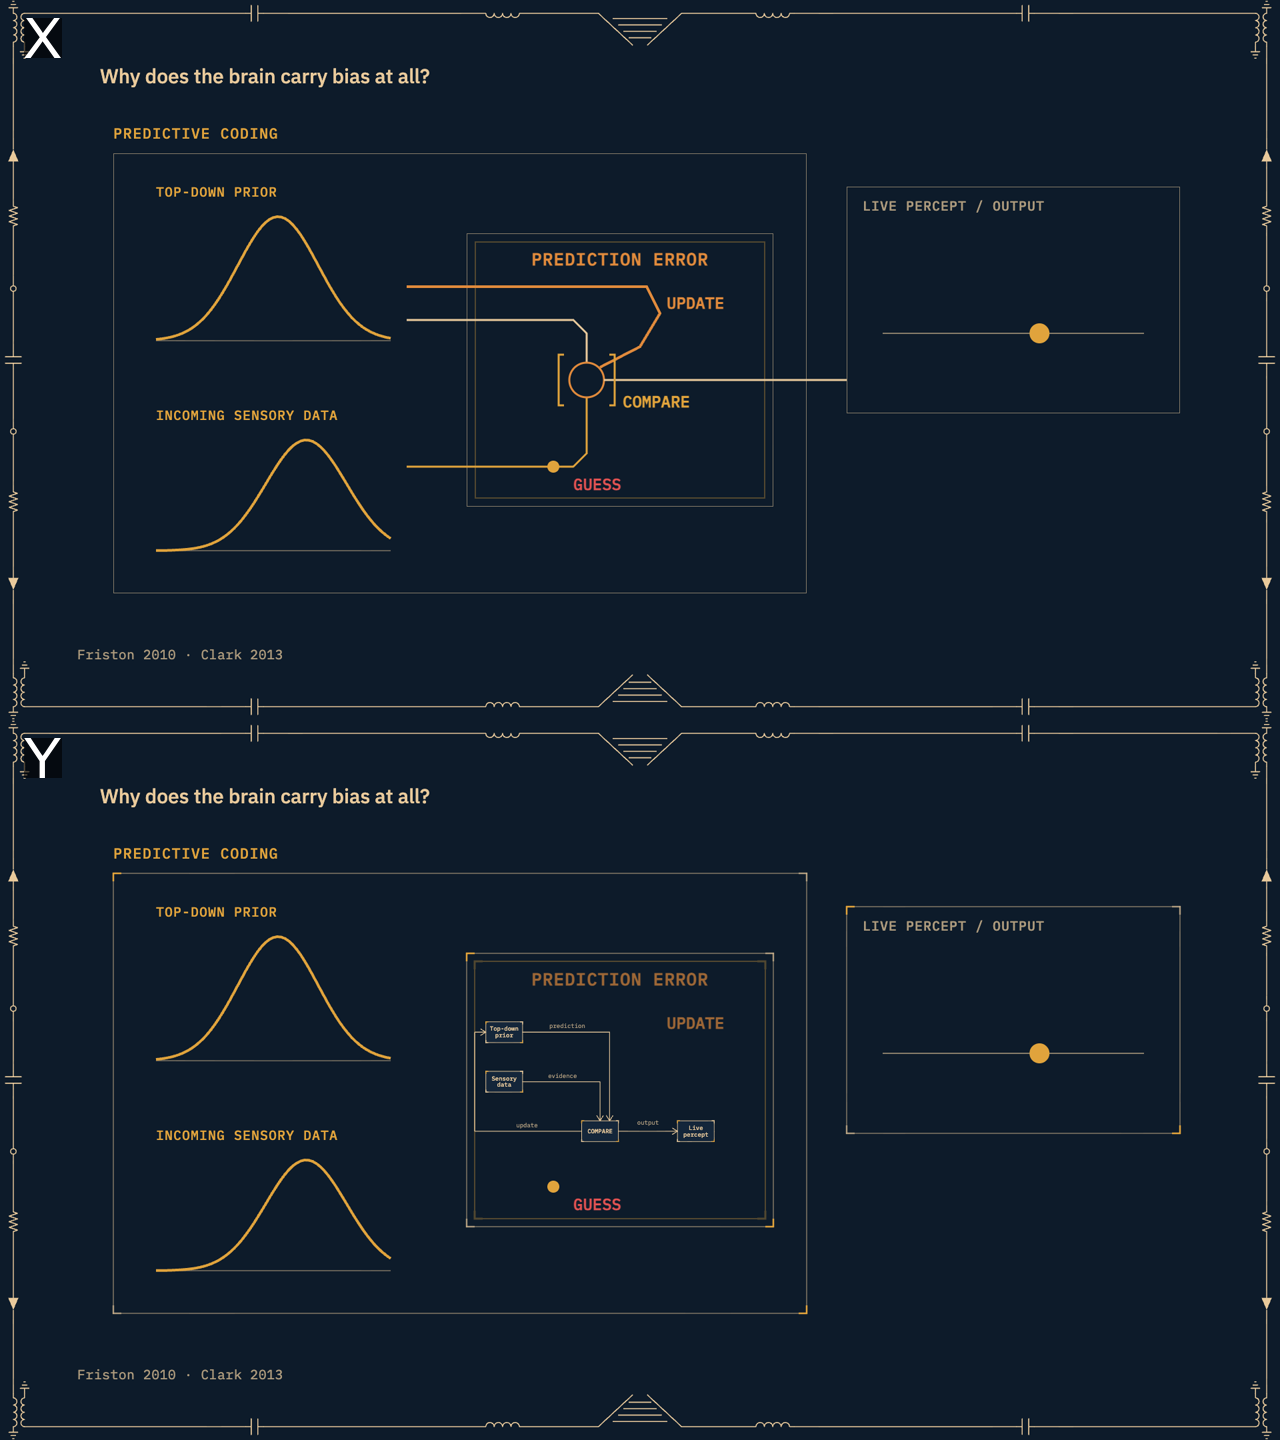 X
Why does the brain carry bias at all?
PREDICTIVE CODING
TOP-DOWN PRIOR
LIVE PERCEPT / OUTPUT
PREDICTION ERROR
UPDATE
COMPARE
INCOMING SENSORY DATA
GUESS
Friston 2010 · Clark 2013
Y
Why does the brain carry bias at all?
PREDICTIVE CODING
TOP-DOWN PRIOR
LIVE PERCEPT / OUTPUT
PREDICTION ERROR
UPDATE
Top-down
prior
prediction
Sensory
data
evidence
update
COMPARE
output
Live
percept
INCOMING SENSORY DATA
GUESS
Friston 2010 · Clark 2013